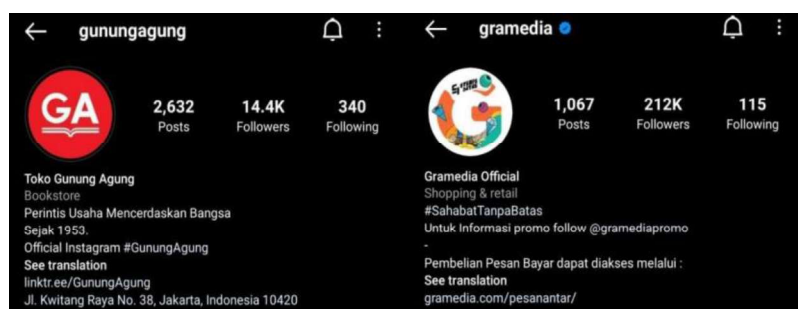 gunungagung
GA
2,632
14.4K
340
Posts
Followers
Following
Toko Gunung Agung
Bookstore
Perintis Usaha Mencerdaskan Bangsa
Sejak 1953.
Official Instagram #GunungAgung
See translation
linktr.ee/GunungAgung
Jl. Kwitang Raya No. 38, Jakarta, Indonesia 10420
gramedia
1,067
212K
115
Posts
Followers
Following
Gramedia Official
Shopping & retail
#SahabatTanpaBatas
Untuk Informasi promo follow @gramediapromo
-
Pembelian Pesan Bayar dapat diakses melalui :
See translation
gramedia.com/pesanantar/